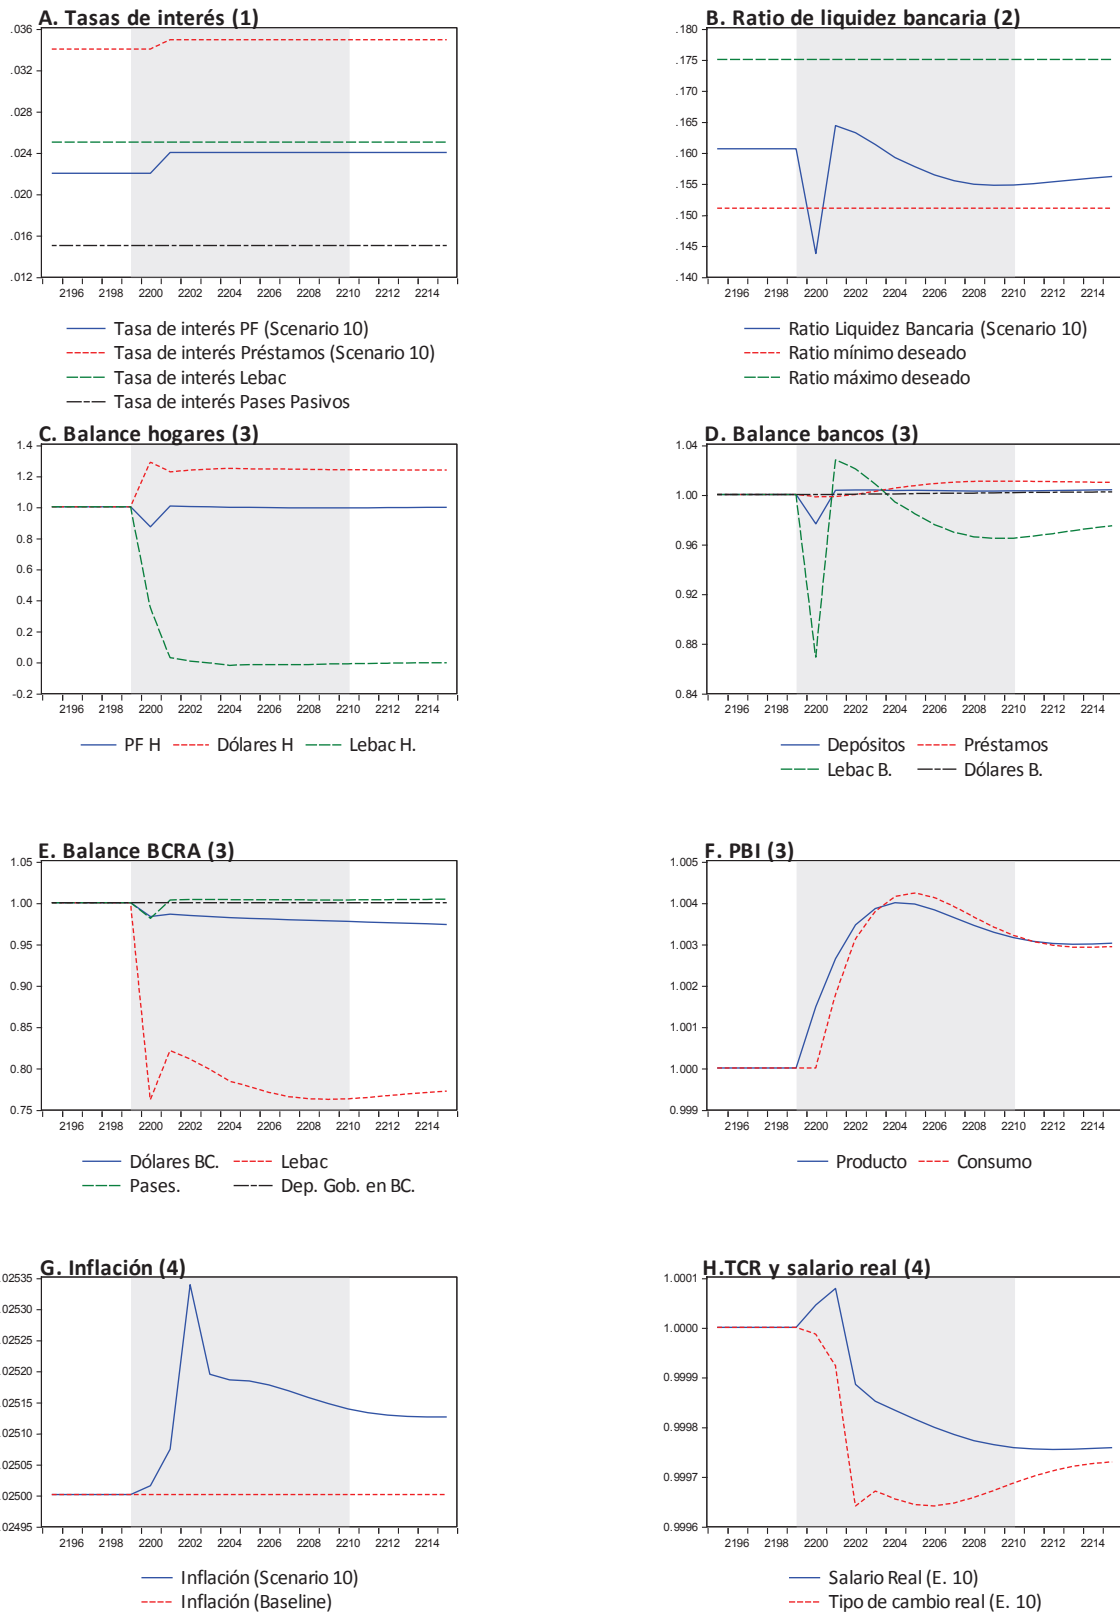 A. Tasas de interés (1)
.036
.032
.028
.024
.020
.016
.012
2196 2198 2200 2202 2204 2206 2208 2210 2212 2214
Tasa de interés PF (Scenario 10)
Tasa de interés Préstamos (Scenario 10)
Tasa de interés Lebac
Tasa de interés Pases Pasivos
B. Ratio de liquidez bancaria (2)
.180
.175
.170
.165
.160
.155
.150
.145
.140
2196 2198 2200 2202 2204 2206 2208 2210 2212 2214
Ratio Liquidez Bancaria (Scenario 10)
Ratio mínimo deseado
Ratio máximo deseado
C. Balance hogares (3)
1.4
1.2
1.0
0.8
0.6
0.4
0.2
0.0
-0.2
2196 2198 2200 2202 2204 2206 2208 2210 2212 2214
PF H Dólares H Lebac H.
D. Balance bancos (3)
1.04
1.00
0.96
0.92
0.88
0.84
2196 2198 2200 2202 2204 2206 2208 2210 2212 2214
Depósitos Préstamos
Lebac B. Dólares B.
E. Balance BCRA (3)
1.05
1.00
0.95
0.90
0.85
0.80
0.75
2196 2198 2200 2202 2204 2206 2208 2210 2212 2214
Dólares BC. Lebac
Pases. Dep. Gob. en BC.
F. PBI (3)
1.005
1.004
1.003
1.002
1.001
1.000
0.999
2196 2198 2200 2202 2204 2206 2208 2210 2212 2214
Producto Consumo
G. Inflación (4)
.02535
.02530
.02525
.02520
.02515
.02510
.02505
.02500
.02495
2196 2198 2200 2202 2204 2206 2208 2210 2212 2214
Inflación (Scenario 10)
Inflación (Baseline)
H.TCR y salario real (4)
1.0001
1.0000
0.9999
0.9998
0.9997
0.9996
2196 2198 2200 2202 2204 2206 2208 2210 2212 2214
Salario Real (E. 10)
Tipo de cambio real (E. 10)